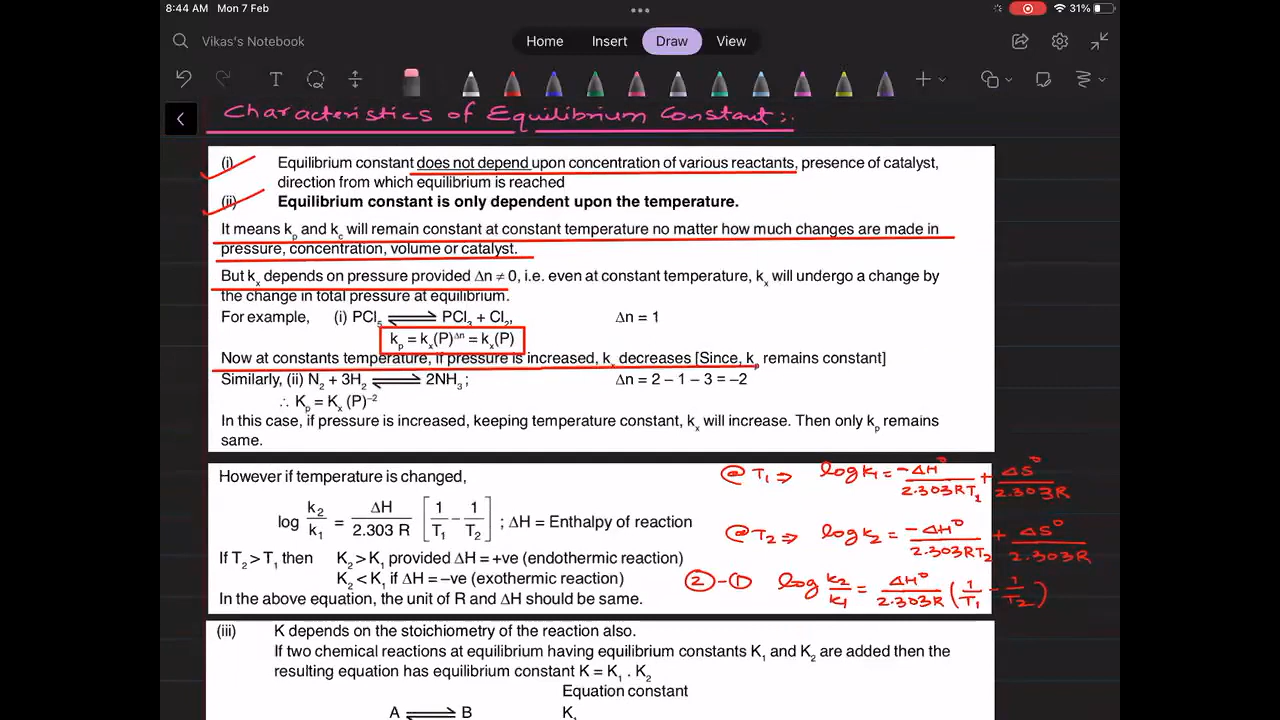 8:44 AM Mon 7 Feb
31%
Vikas's Notebook
Home Insert Draw View
Characteristics of Equilibrium Constant:.
(i) Equilibrium constant does not depend upon concentration of various reactants, presence of catalyst,
direction from which equilibrium is reached
(ii) Equilibrium constant is only dependent upon the temperature.
It means kp and kc will remain constant at constant temperature no matter how much changes are made in
pressure, concentration, volume or catalyst.
But kx depends on pressure provided Δn ≠ 0, i.e. even at constant temperature, kx will undergo a change by
the change in total pressure at equilibrium.
For example, (i) PCl5 ⇌ PCl3 + Cl2, Δn = 1
kp = kx(P)^Δn = kx(P)
Now at constants temperature, if pressure is increased, kx decreases [Since, kp remains constant]
Similarly, (ii) N2 + 3H2 ⇌ 2NH3 ; Δn = 2 – 1 – 3 = –2
∴ Kp = Kx (P)^–2
In this case, if pressure is increased, keeping temperature constant, kx will increase. Then only kp remains
same.
However if temperature is changed,
log k2/k1 = ΔH/2.303 R [1/T1 – 1/T2] ; ΔH = Enthalpy of reaction
If T2 > T1 then K2 > K1 provided ΔH = +ve (endothermic reaction)
K2 < K1 if ΔH = –ve (exothermic reaction)
In the above equation, the unit of R and ΔH should be same.
@ T1 ⇒ log K1 = -ΔH°/2.303RT1 + ΔS°/2.303R
@ T2 ⇒ log K2 = -ΔH°/2.303RT2 + ΔS°/2.303R
②-① log K2/K1 = ΔH°/2.303R (1/T1 - 1/T2)
(iii) K depends on the stoichiometry of the reaction also.
If two chemical reactions at equilibrium having equilibrium constants K1 and K2 are added then the
resulting equation has equilibrium constant K = K1 . K2
Equation constant
A ⇌ B K1